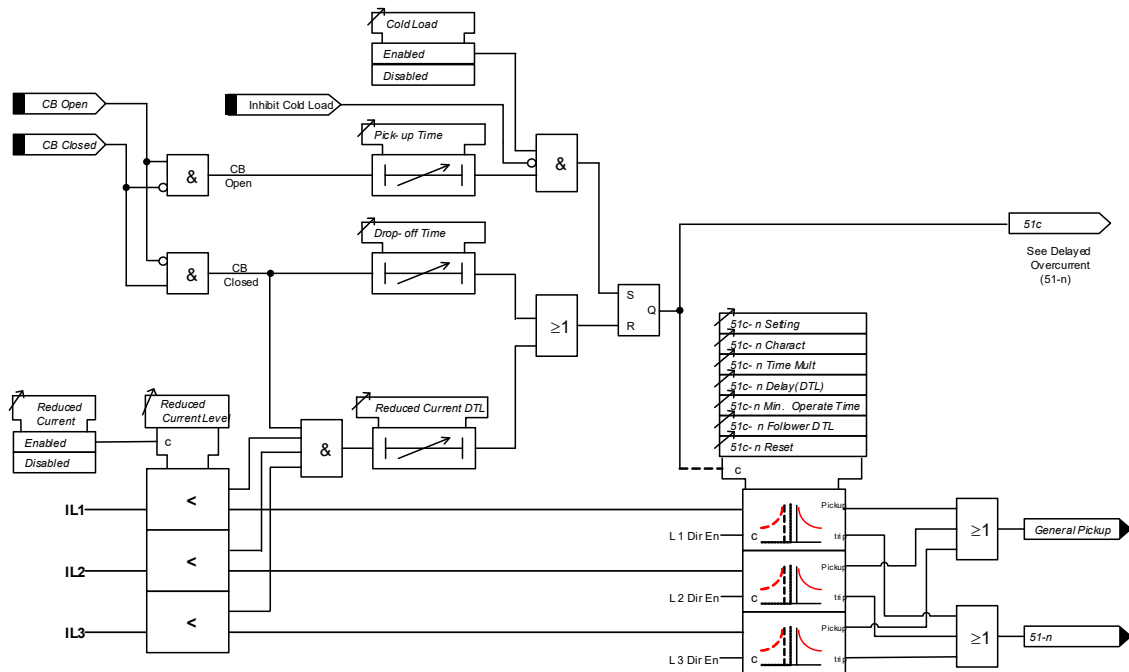 Cold Load
Enabled
Disabled
CB Open
Inhibit Cold Load
CB Closed
Pick- up Time
&
CB
Open
&
Drop- off Time
51c
See Delayed
Overcurrent
(51-n)
&
CB
Closed
≥1
S
Q
R
51c- n Setting
51c- n Charact
51c- n Time Mult
51c- n Delay(DTL)
51c- n Min. Operate Time
51c- n Follower DTL
51c- n Reset
Reduced
Current
Enabled
Disabled
Reduced
Current Level
c
Reduced Current DTL
&
c
IL1
<
L 1 Dir En
c
Pickup
trip
≥1
General Pickup
IL2
<
L 2 Dir En
c
Pickup
trip
IL3
<
L 3 Dir En
c
Pickup
trip
≥1
51-n